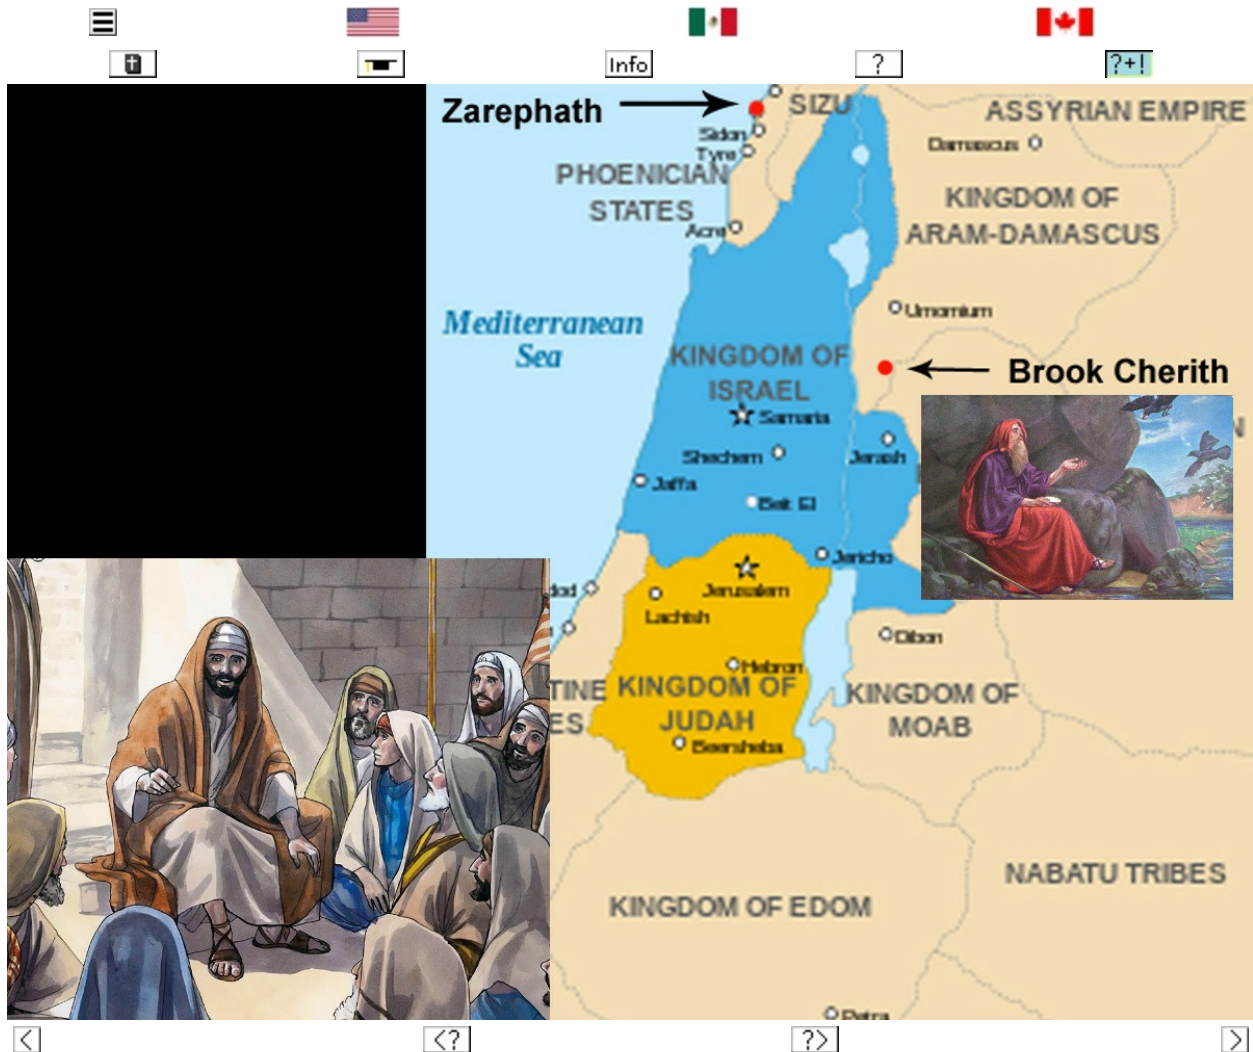 Info
?
?+!
Zarephath
SIZU
ASSYRIAN EMPIRE
Sidon
Damascus
Tyre
PHOENICIAN
STATES
KINGDOM OF
ARAM-DAMASCUS
Acre
Umomium
Mediterranean
Sea
KINGDOM OF
ISRAEL
Brook Cherith
Samaria
Shechem
Jerash
Jaffa
Beit El
Jericho
Jerusalem
Lachish
Dibon
Hebron
KINGDOM OF
JUDAH
KINGDOM OF
MOAB
Beersheba
NABATU TRIBES
KINGDOM OF EDOM
Petra
<
<?
?>
>